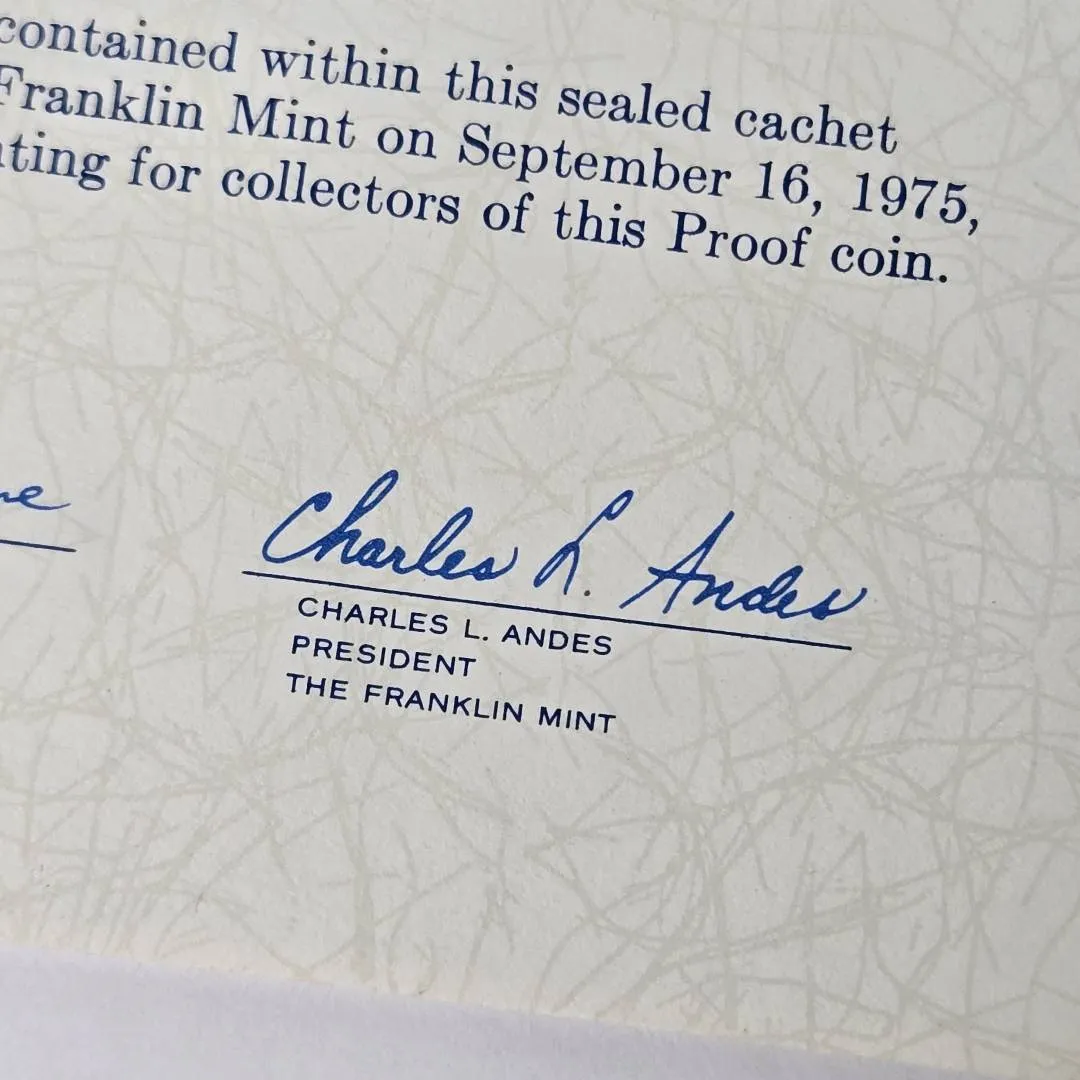 contained within this sealed cachet
Franklin Mint on September 16, 1975,
ting for collectors of this Proof coin.
Charles L. Andes
CHARLES L. ANDES
PRESIDENT
THE FRANKLIN MINT